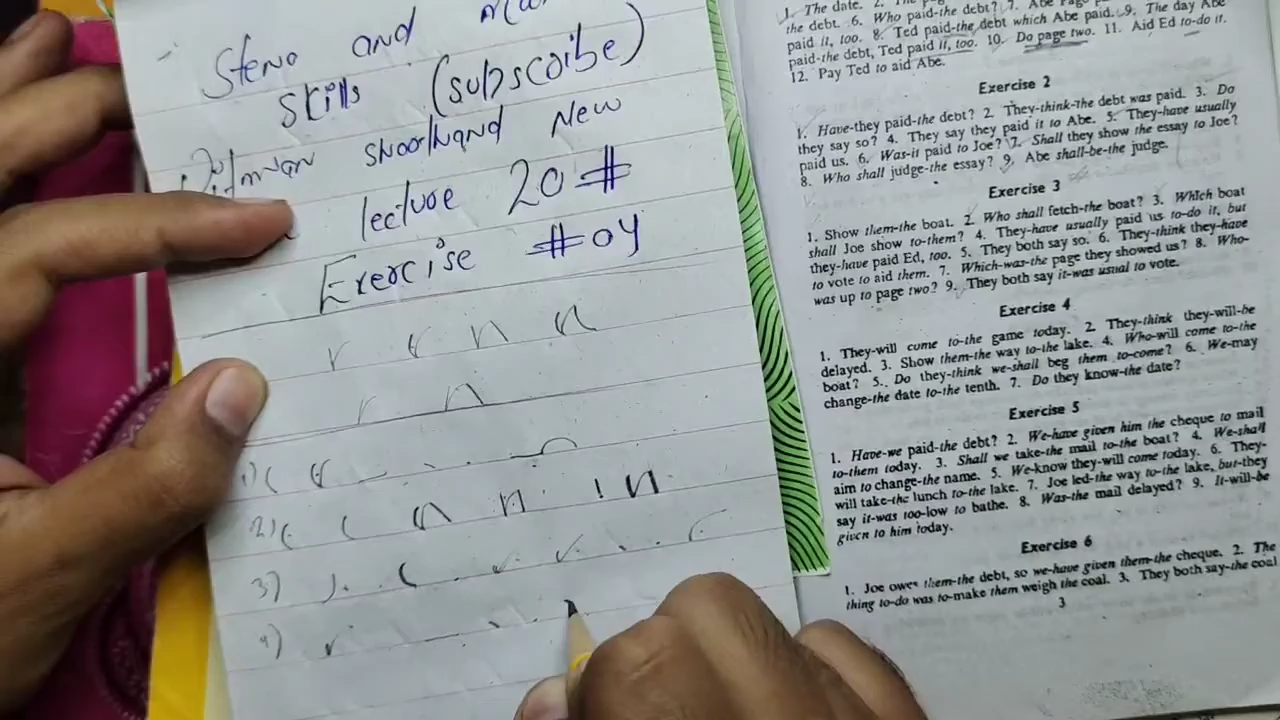 Steno and
Skills (subscribe)
Pitman shoorthand New
lecture 20 #
Exercise #04
1)
2)
3)
4)
1. The date. 2.
the debt. 6. Who paid-the debt? 7. Abe
paid it, too. 8. Ted paid-the debt which Abe paid. 9. The day Abe
paid-the debt, Ted paid it, too. 10. Do page two. 11. Aid Ed to-do it.
12. Pay Ted to aid Abe.
Exercise 2
1. Have-they paid-the debt? 2. They-think-the debt was paid. 3. Do
they say so? 4. They say they paid it to Abe. 5. They-have usually
paid us. 6. Was-it paid to Joe? 7. Shall they show the essay to Joe?
8. Who shall judge-the essay? 9. Abe shall-be-the judge.
Exercise 3
1. Show them-the boat. 2. Who shall fetch-the boat? 3. Which boat
shall Joe show to-them? 4. They-have usually paid us to-do it, but
they-have paid Ed, too. 5. They both say so. 6. They-think they-have
to vote to aid them. 7. Which-was-the page they showed us? 8. Who-
was up to page two? 9. They both say it-was usual to vote.
Exercise 4
1. They-will come to-the game today. 2. They-think they-will-be
delayed. 3. Show them-the way to-the lake. 4. Who-will come to-the
boat? 5. Do they-think we-shall beg them to-come? 6. We-may
change-the date to-the tenth. 7. Do they know-the date?
Exercise 5
1. Have-we paid-the debt? 2. We-have given him the cheque to mail
to-them today. 3. Shall we take-the mail to-the boat? 4. We-shall
aim to-change-the name. 5. We-know they-will come today. 6. They-
will take-the lunch to-the lake. 7. Joe led-the way to-the lake, but-they
say it-was too-low to bathe. 8. Was-the mail delayed? 9. It-will-be
given to him today.
Exercise 6
1. Joe owes them-the debt, so we-have given them-the cheque. 2. The
thing to-do was to-make them weigh the coal. 3. They both say-the coal
3